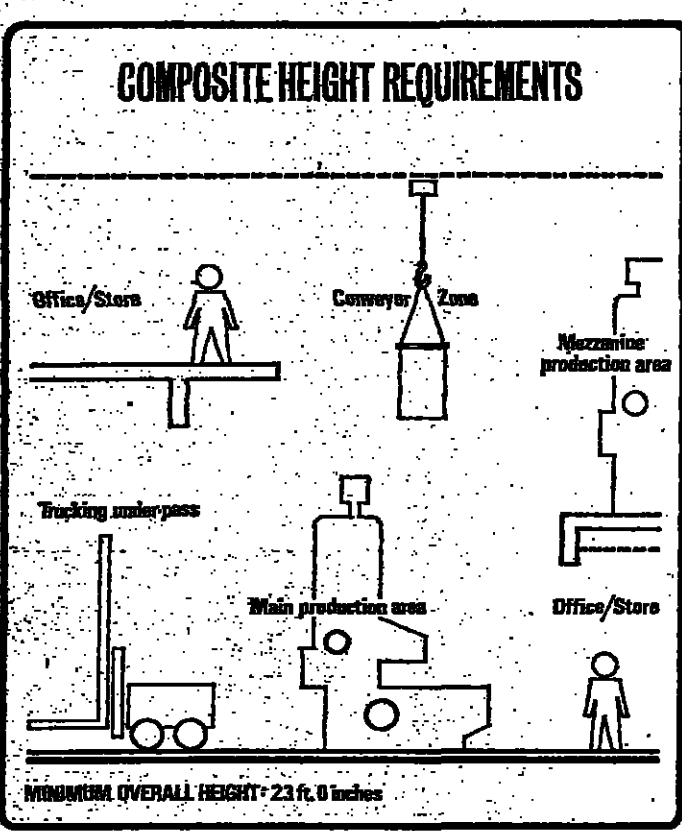 COMPOSITE HEIGHT REQUIREMENTS
Office/Store
Conveyer Zone
Mezzanine
production area
Trucking underpass
Main production area
Office/Store
MINIMUM OVERALL HEIGHT= 23 ft. 0 inches